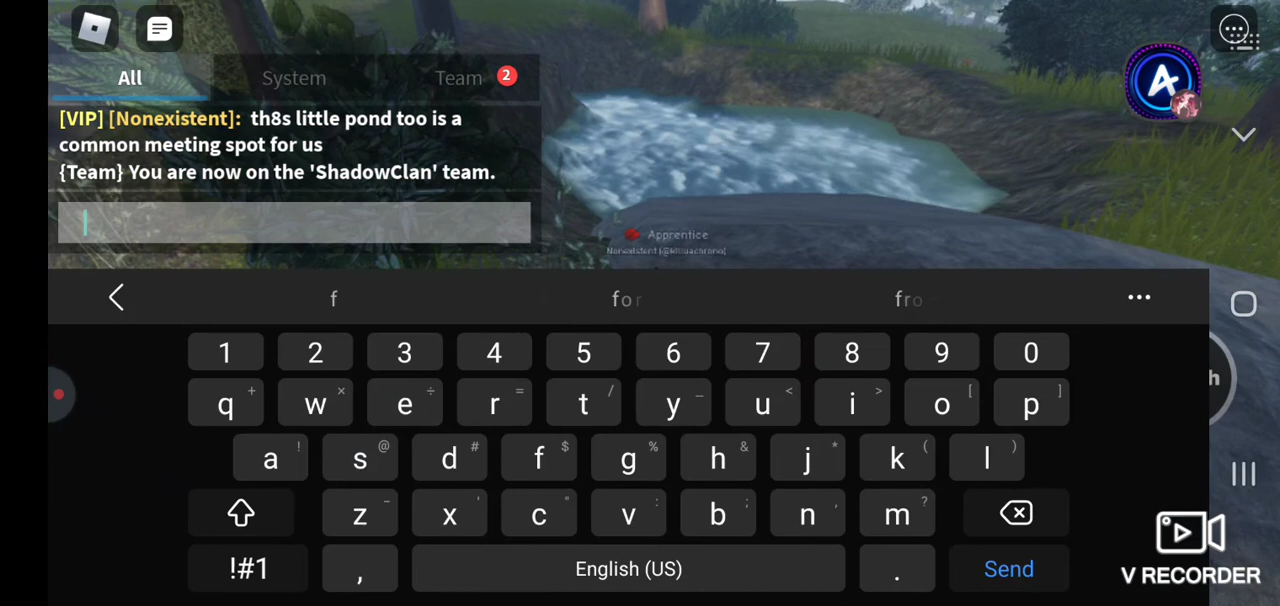 All System Team 2
[VIP] [Nonexistent]: th8s little pond too is a
common meeting spot for us
{Team} You are now on the 'ShadowClan' team.
Apprentice
f for fro
1 2 3 4 5 6 7 8 9 0
q + w × e ÷ r = t / y _ u < i > o [ p ]
h
a ! s @ d # f $ g % h & j * k ( l )
z - x ' c " v : b ; n , m ?
!#1 , English (US) . Send
V RECORDER